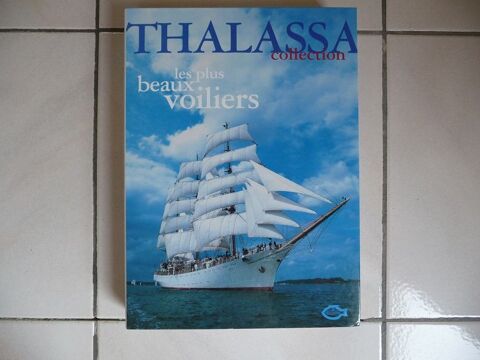 THALASSA
collection
les plus
beaux
voiliers